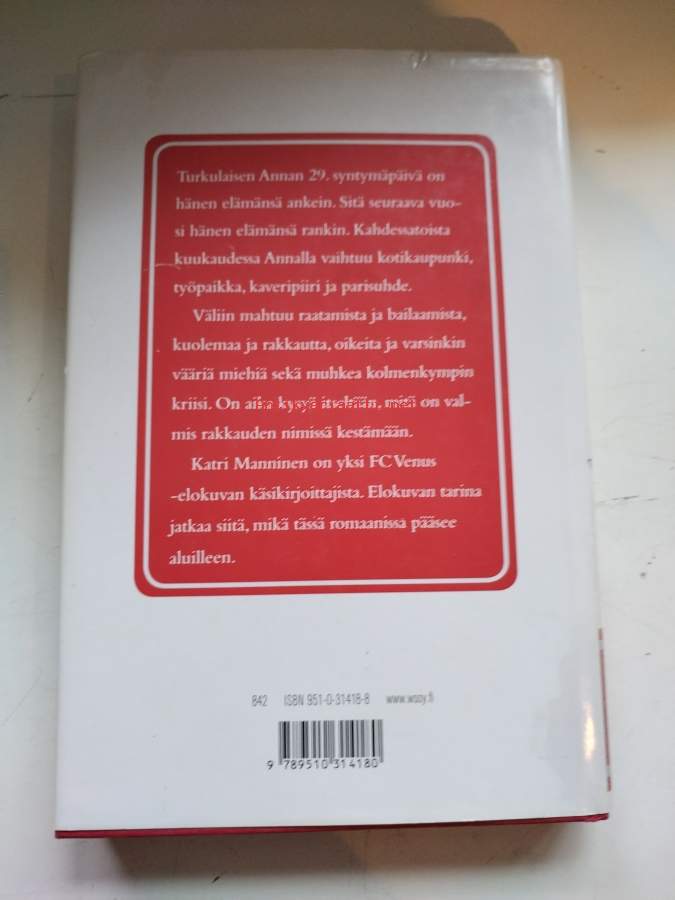 Turkulaisen Annan 29. syntymäpäivä on
hänen elämänsä ankein. Sitä seuraava vuo-
si hänen elämänsä rankin. Kahdessatoista
kuukaudessa Annalla vaihtuu kotikaupunki,
työpaikka, kaveripiiri ja parisuhde.
Väliin mahtuu raatamista ja bailaamista,
kuolemaa ja rakkautta, oikeita ja varsinkin
vääriä miehiä sekä muhkea kolmenkympin
kriisi. On aika kysyä itseltään, mitä on val-
mis rakkauden nimissä kestämään.
Katri Manninen on yksi FC Venus
-elokuvan käsikirjoittajista. Elokuvan tarina
jatkaa siitä, mikä tässä romaanissa pääsee
aluilleen.
842 ISBN 951-0-31418-8 www.wsoy.fi
9 789510 314180